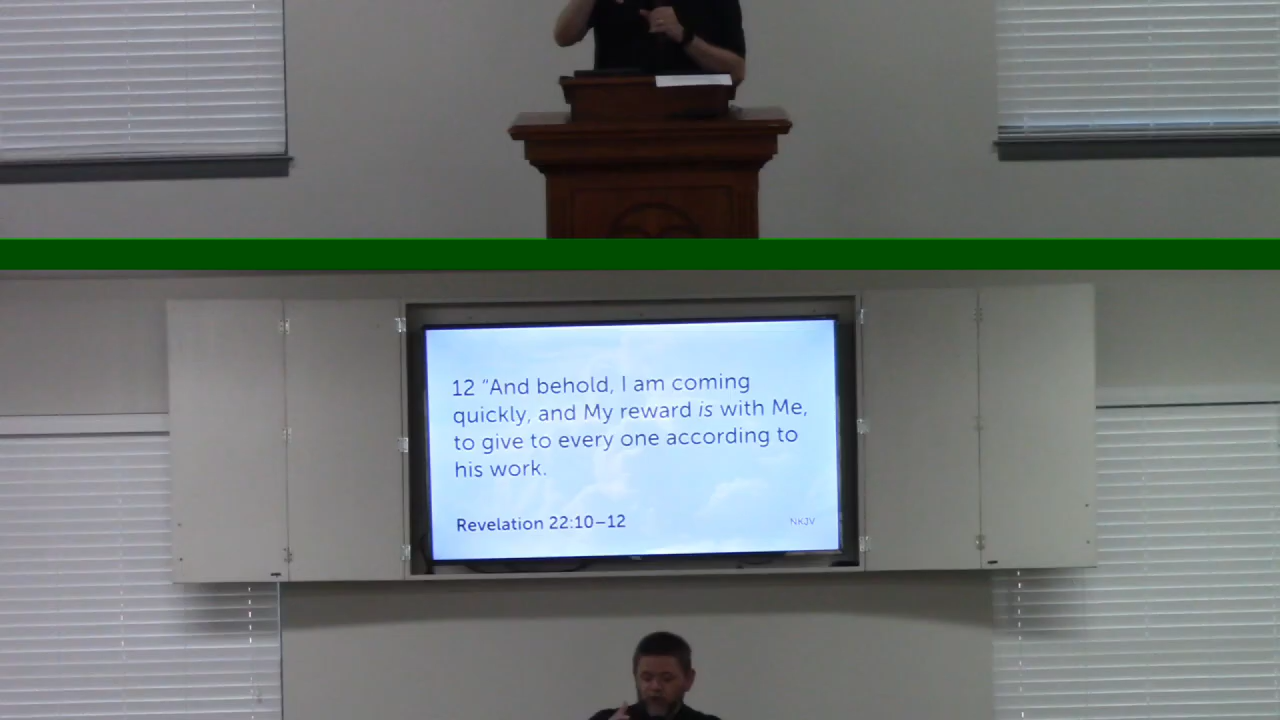 12 “And behold, I am coming
quickly, and My reward is with Me,
to give to every one according to
his work.
Revelation 22:10–12
NKJV